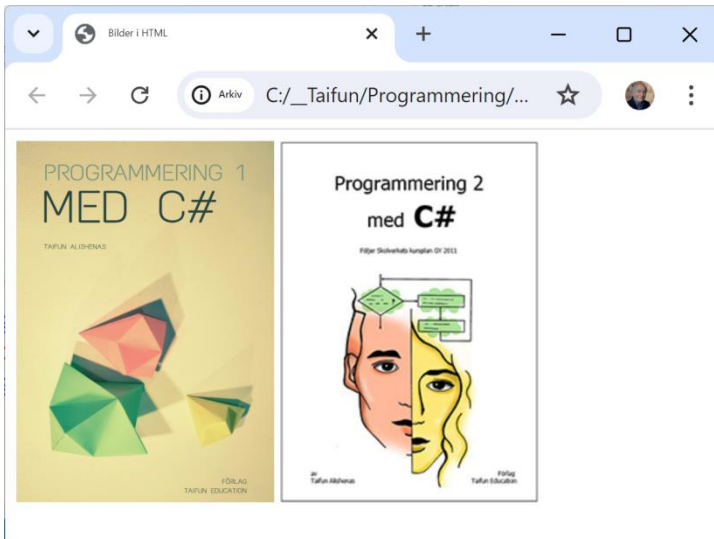 Bilder i HTML
Arkiv
C:/__Taifun/Programmering/...
PROGRAMMERING 1
MED C#
TAIFUN ALISHENAS
FÖRLAG
TAIFUN EDUCATION
Programmering 2
med C#
Följer Skolverkets kursplan GY 2011
av
Taifun Alishenas
Förlag
Taifun Education